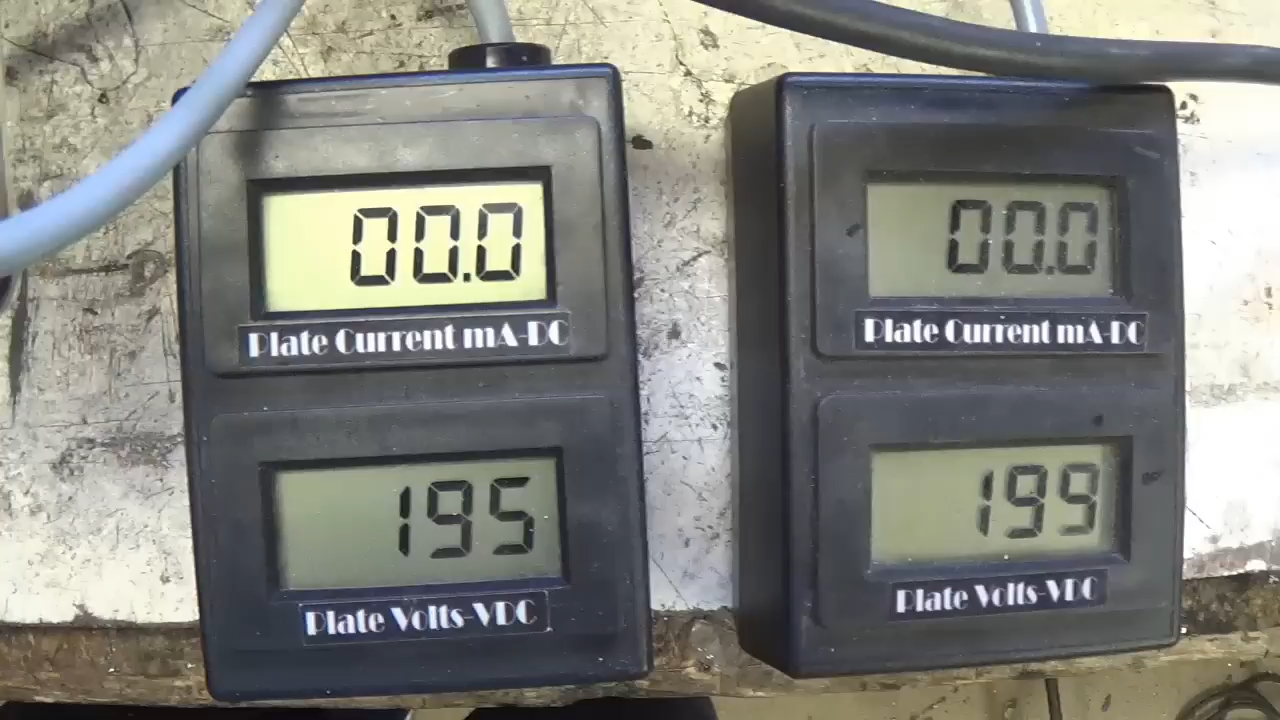 00.0
Plate Current mA-DC
195
Plate Volts-VDC
00.0
Plate Current mA-DC
199
Plate Volts-VDC